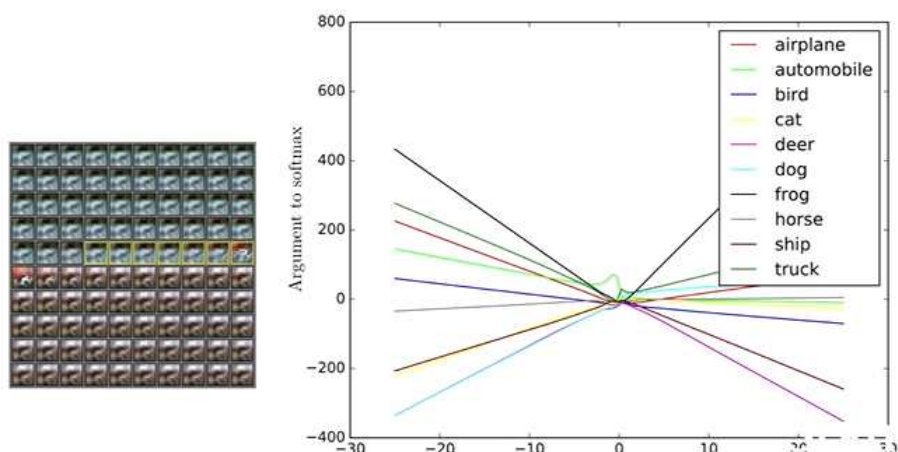 800
600
400
200
0
−200
−400
Argument to softmax
airplane
automobile
bird
cat
deer
dog
frog
horse
ship
truck
−30 −20 −10 0 10